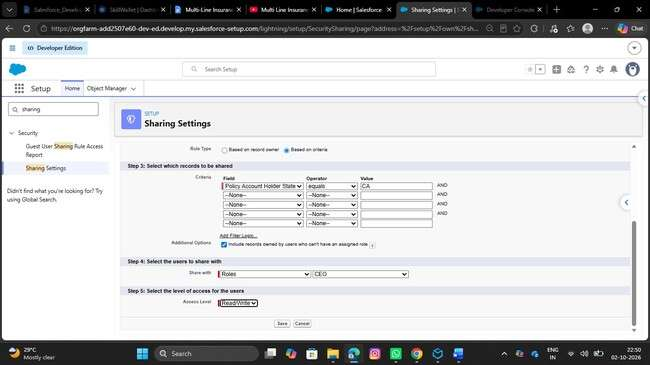 Salesforce_Develo
SkillWallet | Dashb
Multi-Line Insuran
Multi-Line Insuranc
Home | Salesforce
Sharing Settings |
Developer Console
https://orgfarm-add2507e60-dev-ed.develop.my.salesforce-setup.com/lightning/setup/SecuritySharing/page?address=%2Fsetup%2Fown%2Fsh...
Chat
Developer Edition
Search Setup
Setup
Home
Object Manager
sharing
Security
Guest User Sharing Rule Access
Report
Sharing Settings
Didn't find what you're looking for? Try
using Global Search.
SETUP
Sharing Settings
Rule Type
Based on record owner
Based on criteria
Step 3: Select which records to be shared
Criteria
Field
Operator
Value
Policy Account Holder State
equals
CA
AND
--None--
--None--
AND
--None--
--None--
AND
--None--
--None--
AND
--None--
--None--
Add Filter Logic...
Additional Options
Include records owned by users who can't have an assigned role
Step 4: Select the users to share with
Share with
Roles
CEO
Step 5: Select the level of access for the users
Access Level
Read/Write
Save
Cancel
29°C
Mostly clear
Search
ENG
IN
22:50
02-10-2026